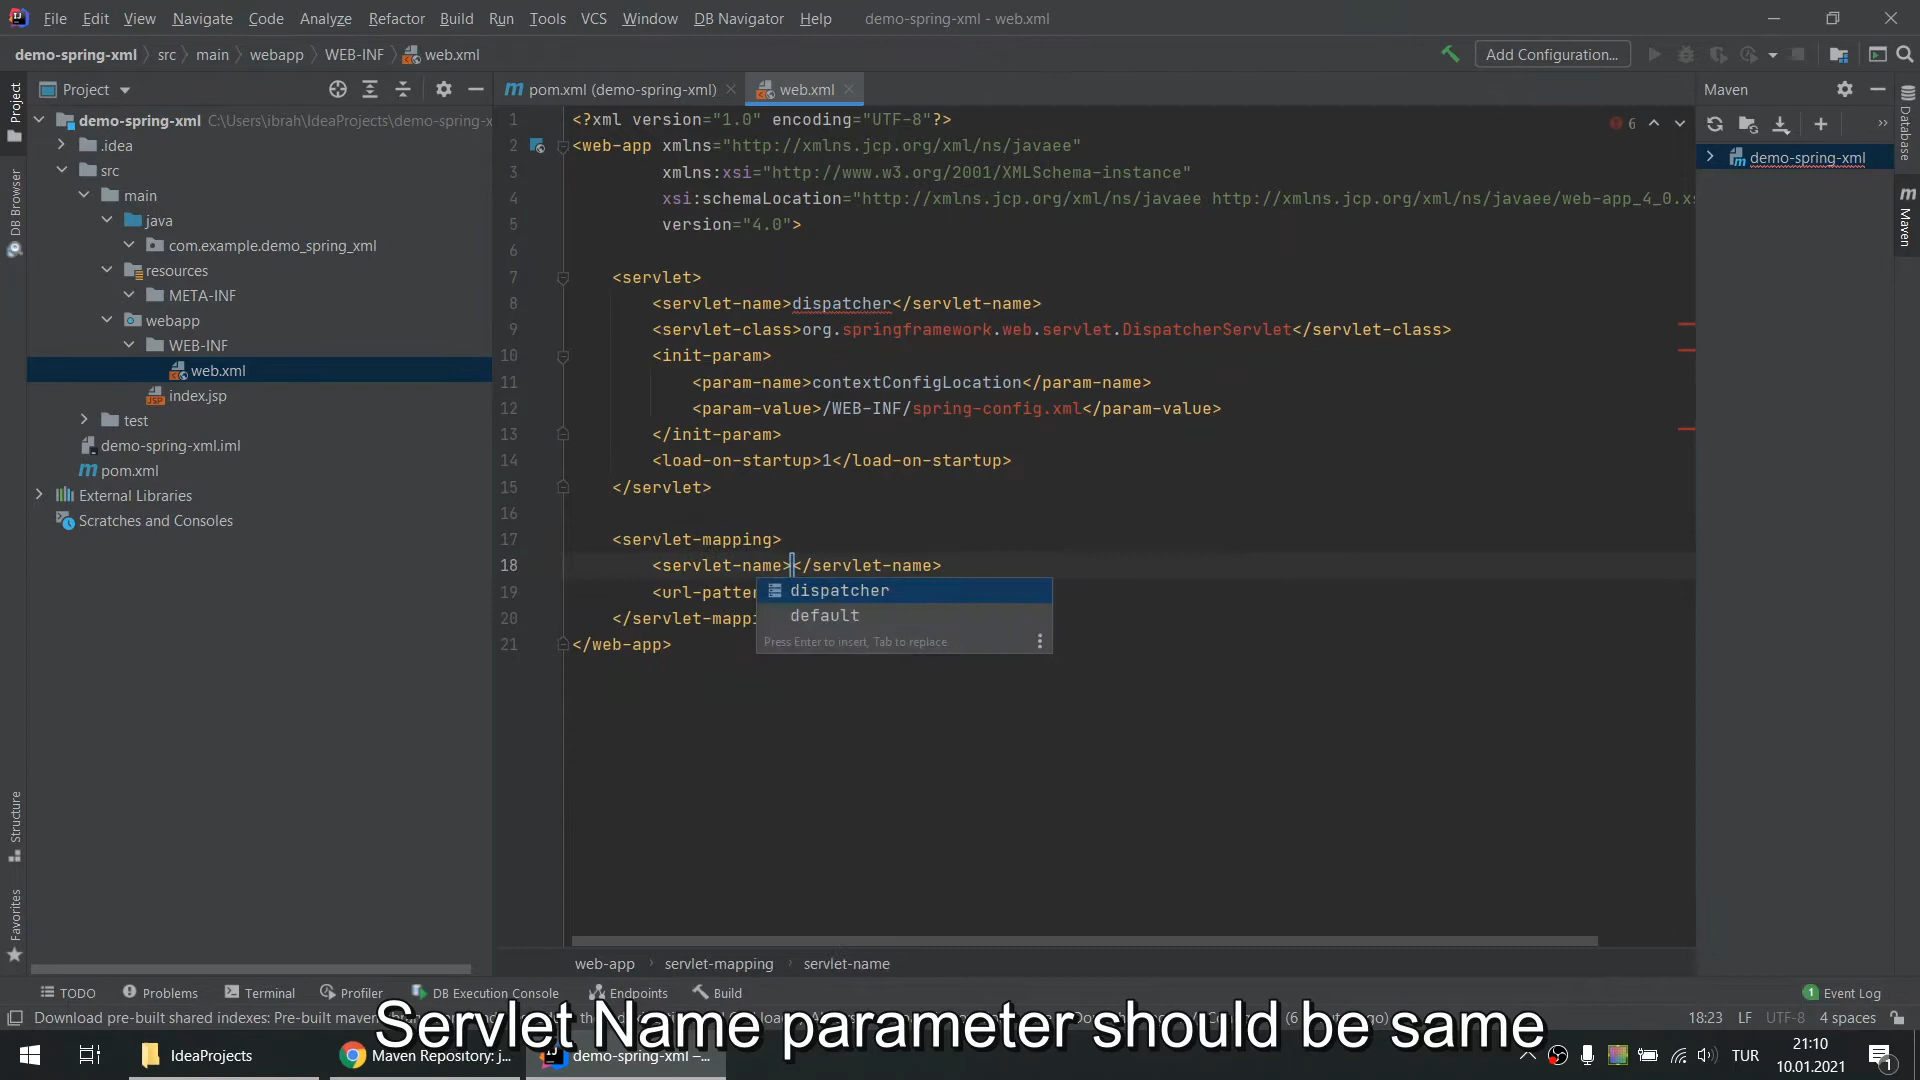 File Edit View Navigate Code Analyze Refactor Build Run Tools VCS Window DB Navigator Help demo-spring-xml - web.xml
demo-spring-xml src main webapp WEB-INF web.xml Add Configuration...
Project
pom.xml (demo-spring-xml) web.xml
Maven
demo-spring-xml C:\Users\ibrah\IdeaProjects\demo-spring-x
.idea
src
main
java
com.example.demo_spring_xml
resources
META-INF
webapp
WEB-INF
web.xml
index.jsp
test
demo-spring-xml.iml
pom.xml
External Libraries
Scratches and Consoles
Project
DB Browser
Structure
Favorites
1 <?xml version="1.0" encoding="UTF-8"?>
2 <web-app xmlns="http://xmlns.jcp.org/xml/ns/javaee"
3 xmlns:xsi="http://www.w3.org/2001/XMLSchema-instance"
4 xsi:schemaLocation="http://xmlns.jcp.org/xml/ns/javaee http://xmlns.jcp.org/xml/ns/javaee/web-app_4_0.xs
5 version="4.0">
6
7 <servlet>
8 <servlet-name>dispatcher</servlet-name>
9 <servlet-class>org.springframework.web.servlet.DispatcherServlet</servlet-class>
10 <init-param>
11 <param-name>contextConfigLocation</param-name>
12 <param-value>/WEB-INF/spring-config.xml</param-value>
13 </init-param>
14 <load-on-startup>1</load-on-startup>
15 </servlet>
16
17 <servlet-mapping>
18 <servlet-name></servlet-name>
19 <url-patter
20 </servlet-mappi
21 </web-app>
dispatcher
default
Press Enter to insert, Tab to replace
6
demo-spring-xml
Database
Maven
web-app servlet-mapping servlet-name
TODO Problems Terminal Profiler DB Execution Console Endpoints Build 1 Event Log
Download pre-built shared indexes: Pre-built maven
18:23 LF UTF-8 4 spaces
Servlet Name parameter should be same
IdeaProjects Maven Repository: j... demo-spring-xml –...
TUR
21:10
10.01.2021
1